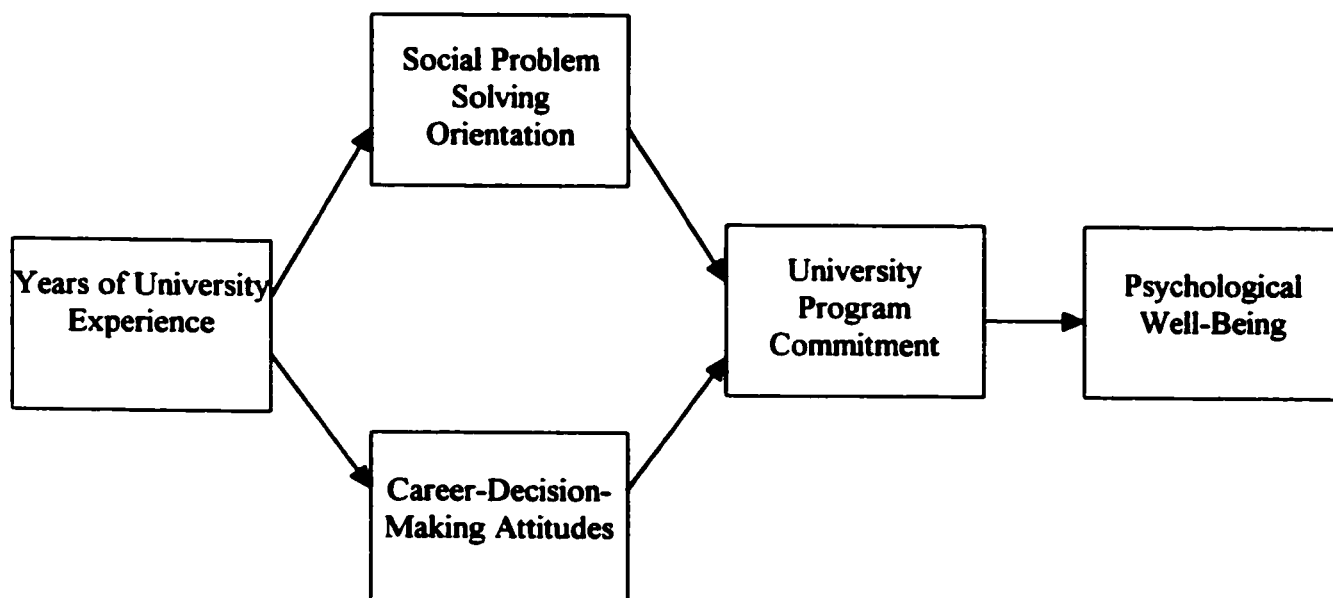 Social Problem
Solving
Orientation
Years of University
Experience
University
Program
Commitment
Psychological
Well-Being
Career-Decision-
Making Attitudes